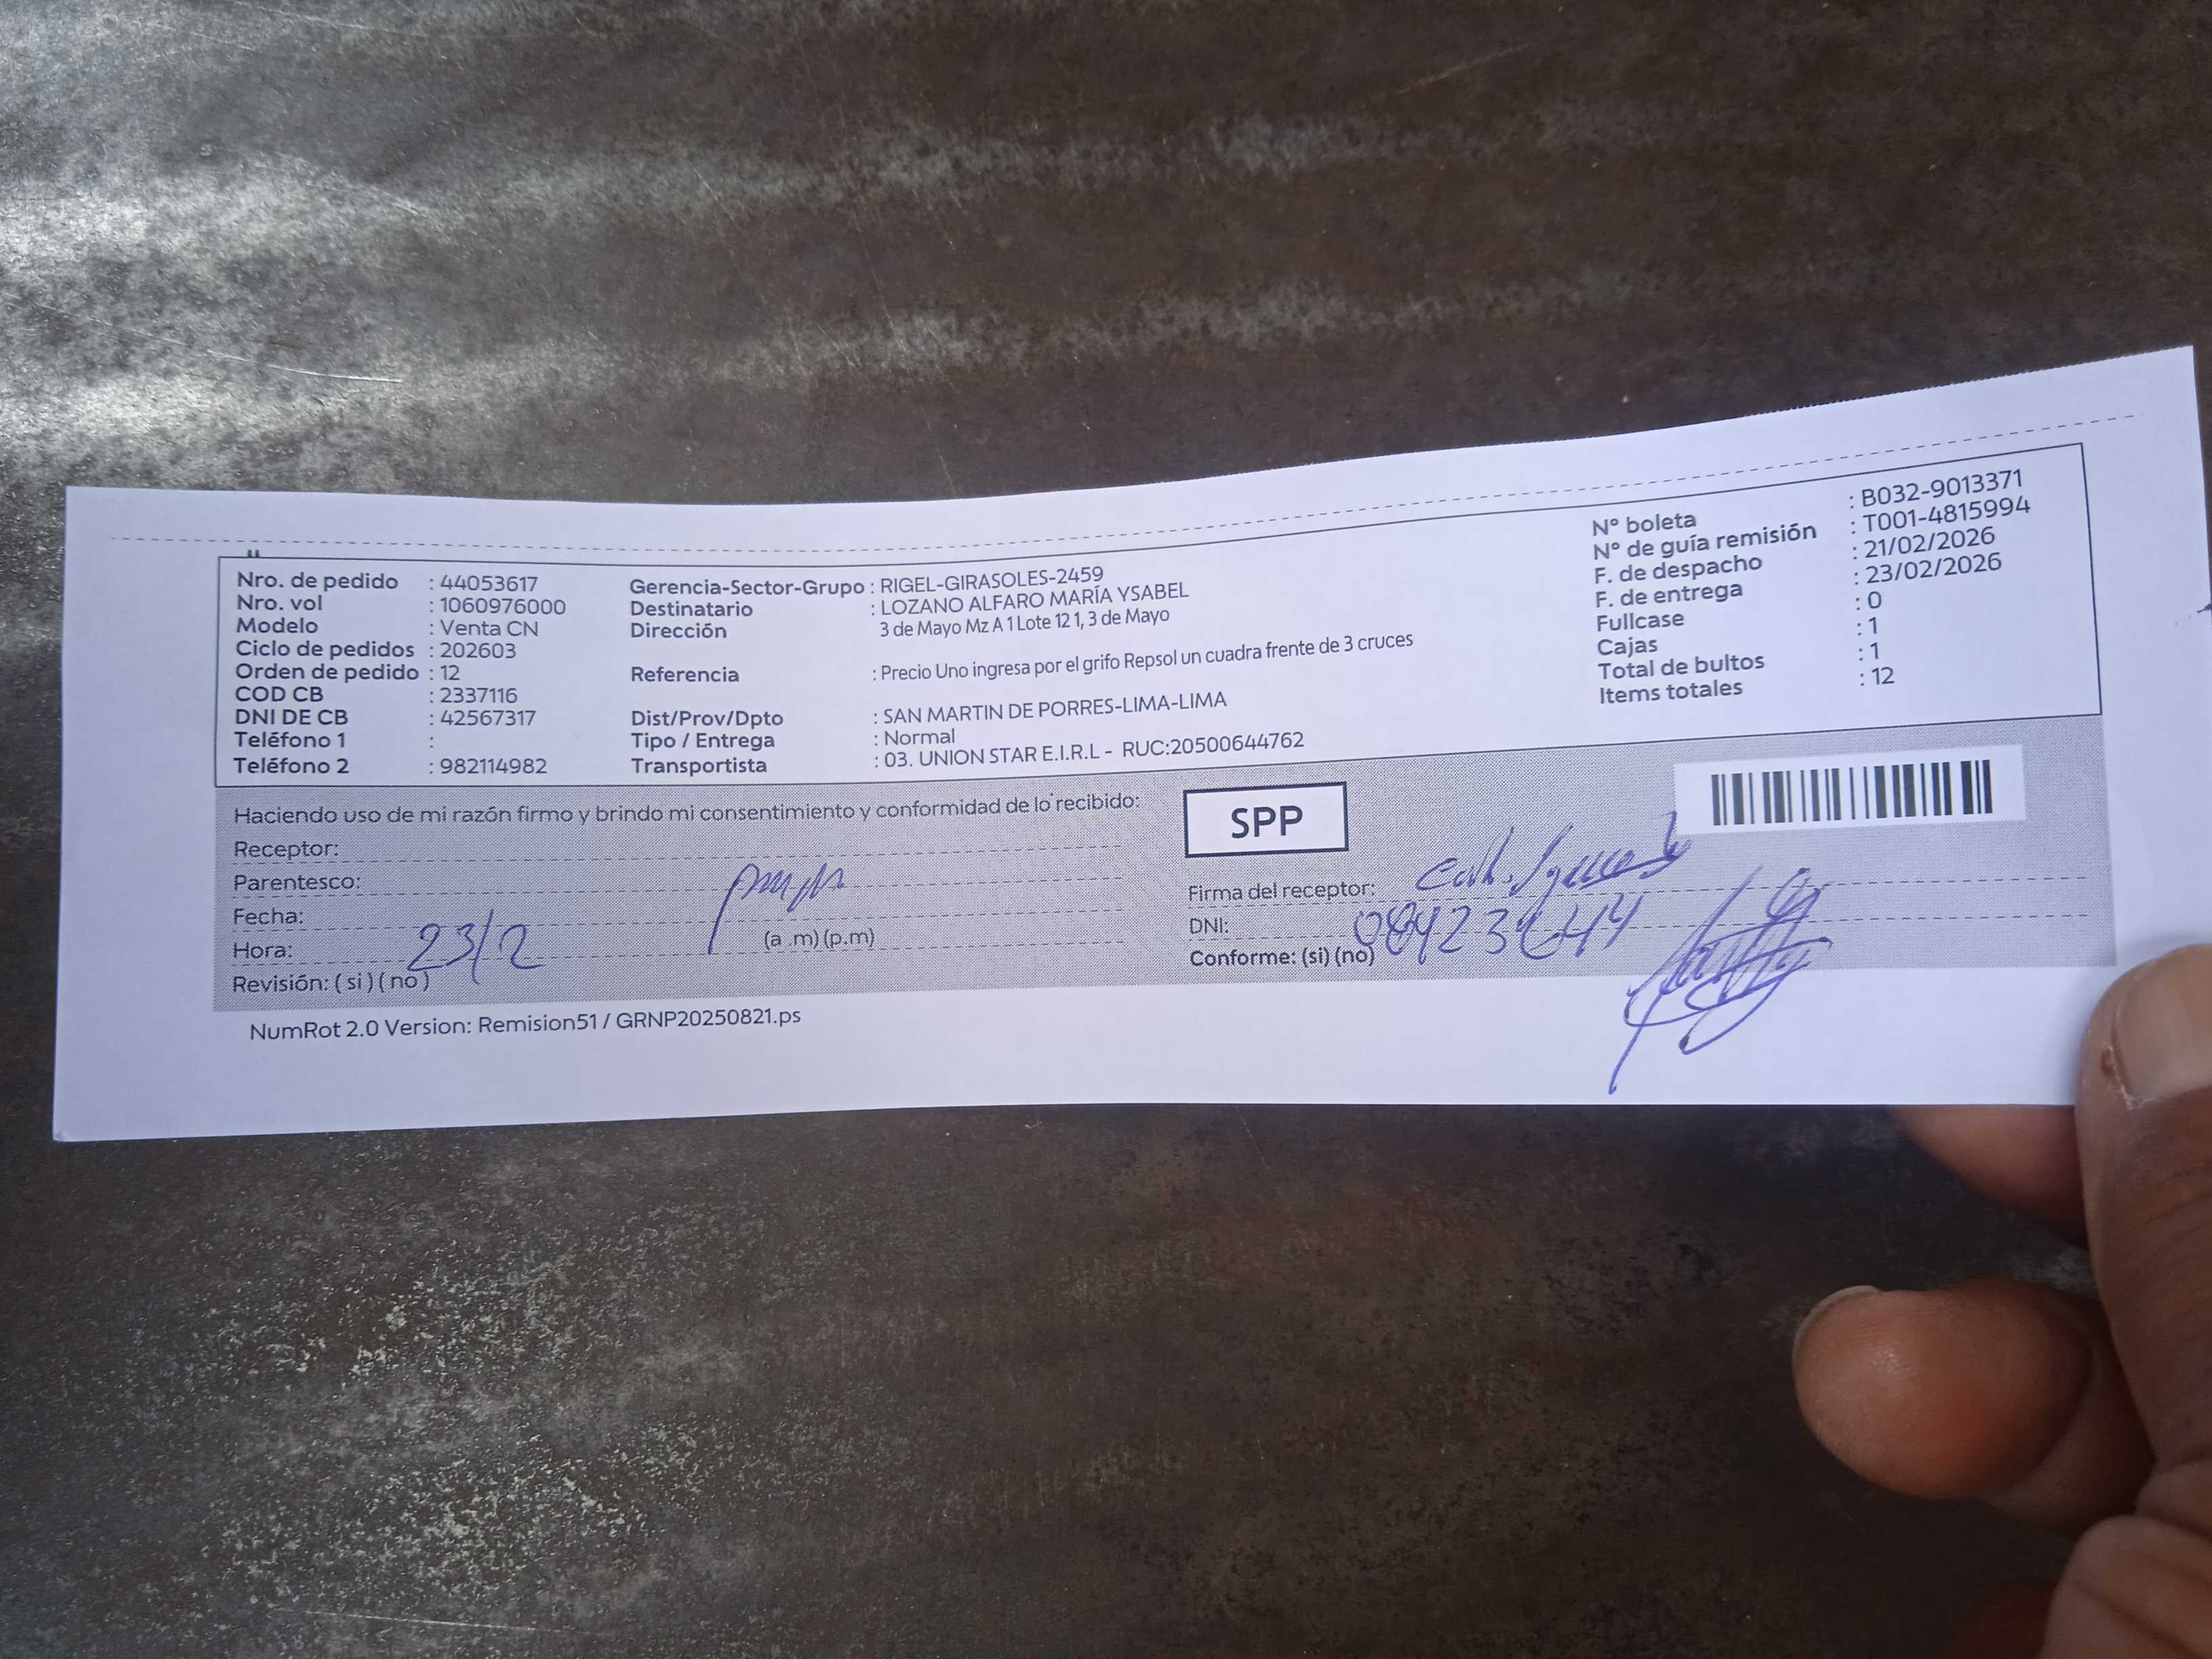 Nro. de pedido : 44053617
Nro. vol : 1060976000
Modelo : Venta CN
Ciclo de pedidos : 202603
Orden de pedido : 12
COD CB : 2337116
DNI DE CB : 42567317
Teléfono 1 :
Teléfono 2 : 982114982
Gerencia-Sector-Grupo : RIGEL-GIRASOLES-2459
Destinatario : LOZANO ALFARO MARÍA YSABEL
Dirección 3 de Mayo Mz A 1 Lote 12 1, 3 de Mayo
Referencia : Precio Uno ingresa por el grifo Repsol un cuadra frente de 3 cruces
Dist/Prov/Dpto : SAN MARTIN DE PORRES-LIMA-LIMA
Tipo / Entrega : Normal
Transportista : 03. UNION STAR E.I.R.L - RUC:20500644762
N° boleta : B032-9013371
N° de guía remisión : T001-4815994
F. de despacho : 21/02/2026
F. de entrega : 23/02/2026
Fullcase : 0
Cajas : 1
Total de bultos : 1
Items totales : 12
Haciendo uso de mi razón firmo y brindo mi consentimiento y conformidad de lo recibido:
Receptor:
Parentesco:
Fecha:
Hora: 23/2 (a .m) (p.m)
Revisión: ( si ) ( no )
SPP
Firma del receptor:
DNI:
Conforme: (si) (no)
NumRot 2.0 Version: Remision51 / GRNP20250821.ps